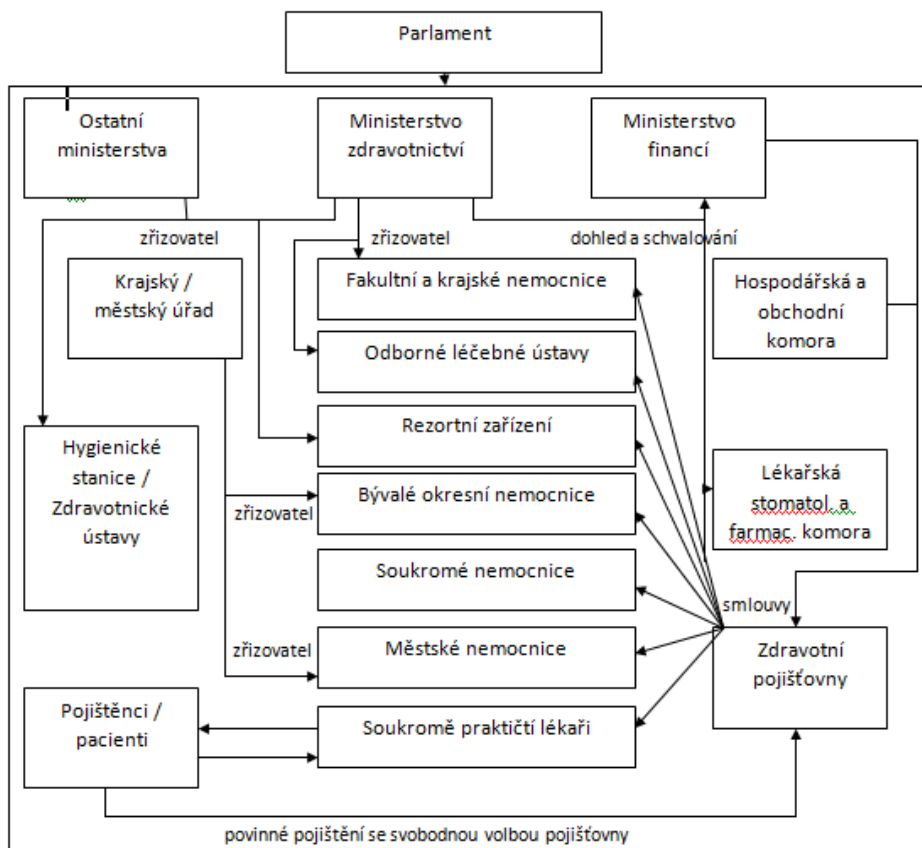 Parlament
Ostatní
ministerstva
Ministerstvo
zdravotnictví
Ministerstvo
financí
zřizovatel
zřizovatel
dohled a schvalování
Krajský /
městský úřad
Fakultní a krajské nemocnice
Hospodářská a
obchodní
komora
Odborné léčebné ústavy
Rezortní zařízení
Hygienické
stanice /
Zdravotnické
ústavy
Lékařská
stomatol. a
farmac. komora
Bývalé okresní nemocnice
zřizovatel
Soukromé nemocnice
smlouvy
zřizovatel
Městské nemocnice
Zdravotní
pojišťovny
Pojištěnci /
pacienti
Soukromě praktičtí lékaři
povinné pojištění se svobodnou volbou pojišťovny